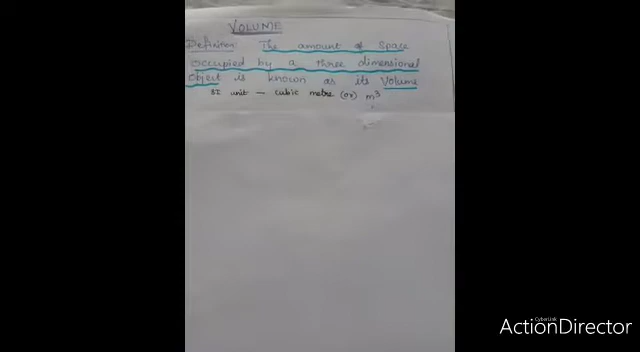 VOLUME
Definition: The amount of space
occupied by a three dimensional
object is known as its Volume
SI unit - cubic metre (or) m³
CyberLink
ActionDirector